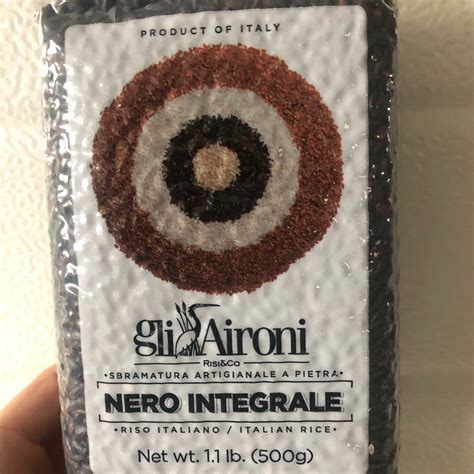 PRODUCT OF ITALY
gli Aironi
RISI&CO
•SBRAMATURA ARTIGIANALE A PIETRA•
NERO INTEGRALE
•RISO ITALIANO / ITALIAN RICE•
Net wt. 1.1 lb. (500g)